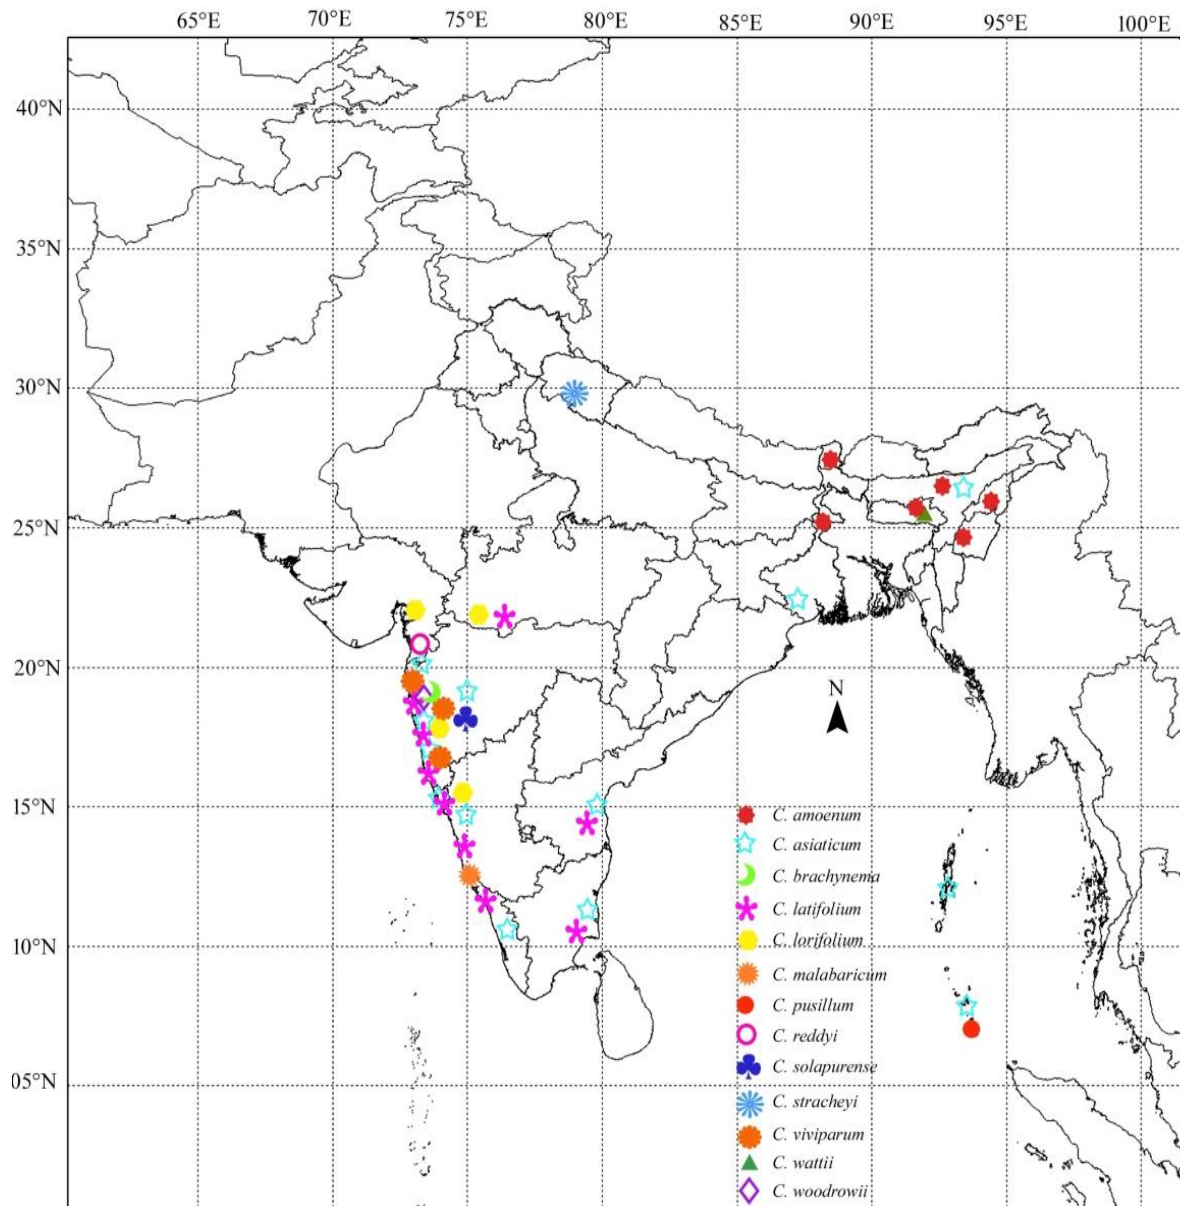 65°E 70°E 75°E 80°E 85°E 90°E 95°E 100°E
40°N
35°N
30°N
25°N
20°N
N
15°N
C. amoenum
C. asiaticum
C. brachynema
C. latifolium
10°N
C. lorifolium
C. malabaricum
C. pusillum
C. reddyi
C. solapurense
05°N
C. stracheyi
C. viviparum
C. wattii
C. woodrowii